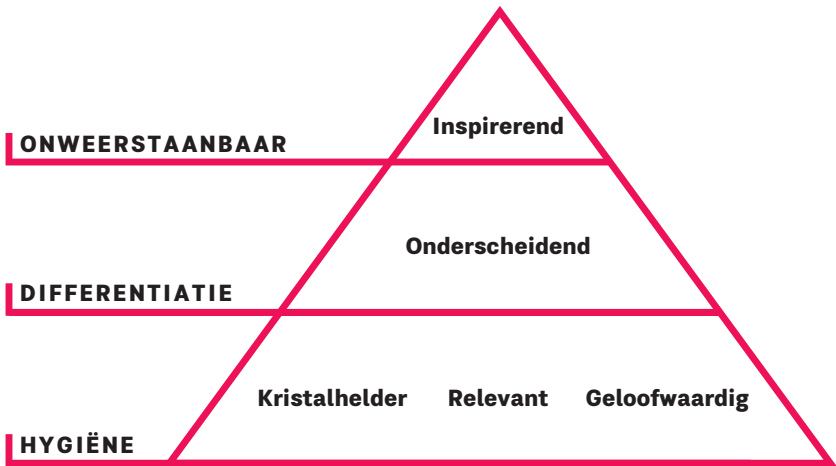 Inspirerend
ONWEERSTAANBAAR
Onderscheidend
DIFFERENTIATIE
Kristalhelder Relevant Geloofwaardig
HYGIËNE